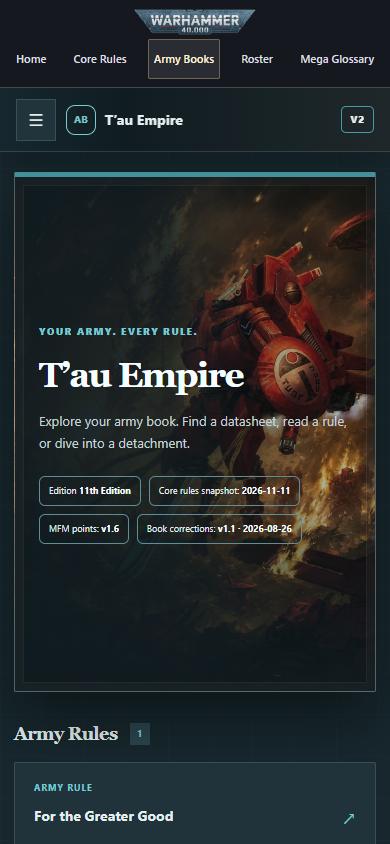 WARHAMMER
40,000
Home
Core Rules
Army Books
Roster
Mega Glossary
☰
AB
T'au Empire
V2
YOUR ARMY. EVERY RULE.
T'au Empire
Explore your army book. Find a datasheet, read a rule,
or dive into a detachment.
Edition 11th Edition
Core rules snapshot: 2026-11-11
MFM points: v1.6
Book corrections: v1.1 · 2026-08-26
Army Rules
1
ARMY RULE
For the Greater Good
↗